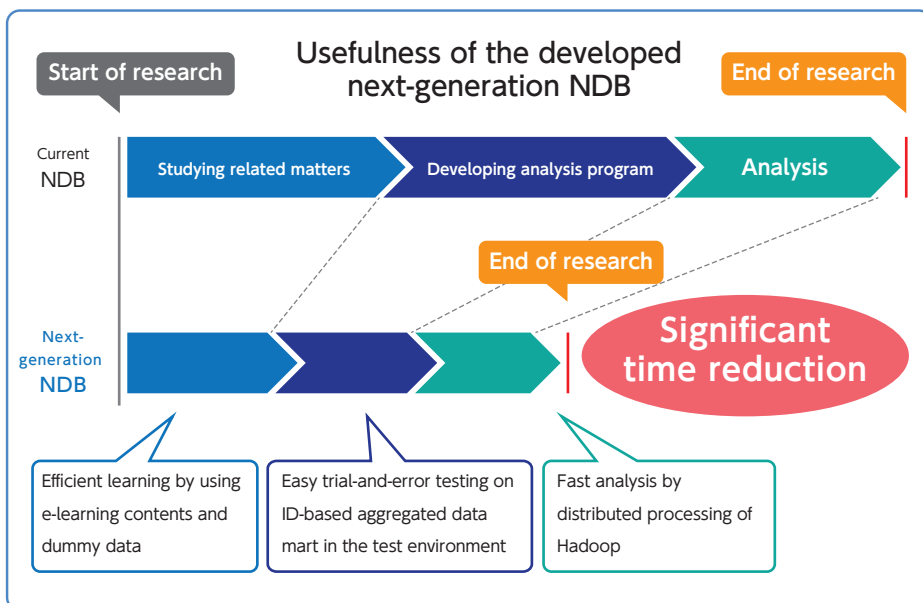 Usefulness of the developed
next-generation NDB
Start of research
End of research
Current
NDB
Studying related matters
Developing analysis program
Analysis
End of research
Next-
generation
NDB
Significant
time reduction
Efficient learning by using
e-learning contents and
dummy data
Easy trial-and-error testing on
ID-based aggregated data
mart in the test environment
Fast analysis by
distributed processing of
Hadoop